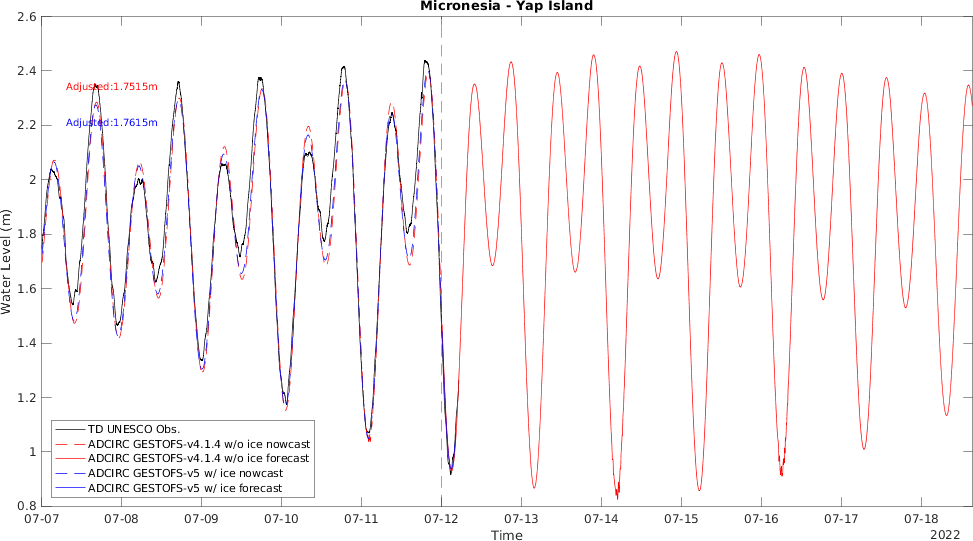 Micronesia - Yap Island
2.6
2.4
2.2
2
1.8
1.6
1.4
1.2
1
0.8
Water Level (m)
Adjusted:1.7515m
Adjusted:1.7615m
TD UNESCO Obs.
ADCIRC GESTOFS-v4.1.4 w/o ice nowcast
ADCIRC GESTOFS-v4.1.4 w/o ice forecast
ADCIRC GESTOFS-v5 w/ ice nowcast
ADCIRC GESTOFS-v5 w/ ice forecast
07-07 07-08 07-09 07-10 07-11 07-12 07-13 07-14 07-15 07-16 07-17 07-18
Time
2022